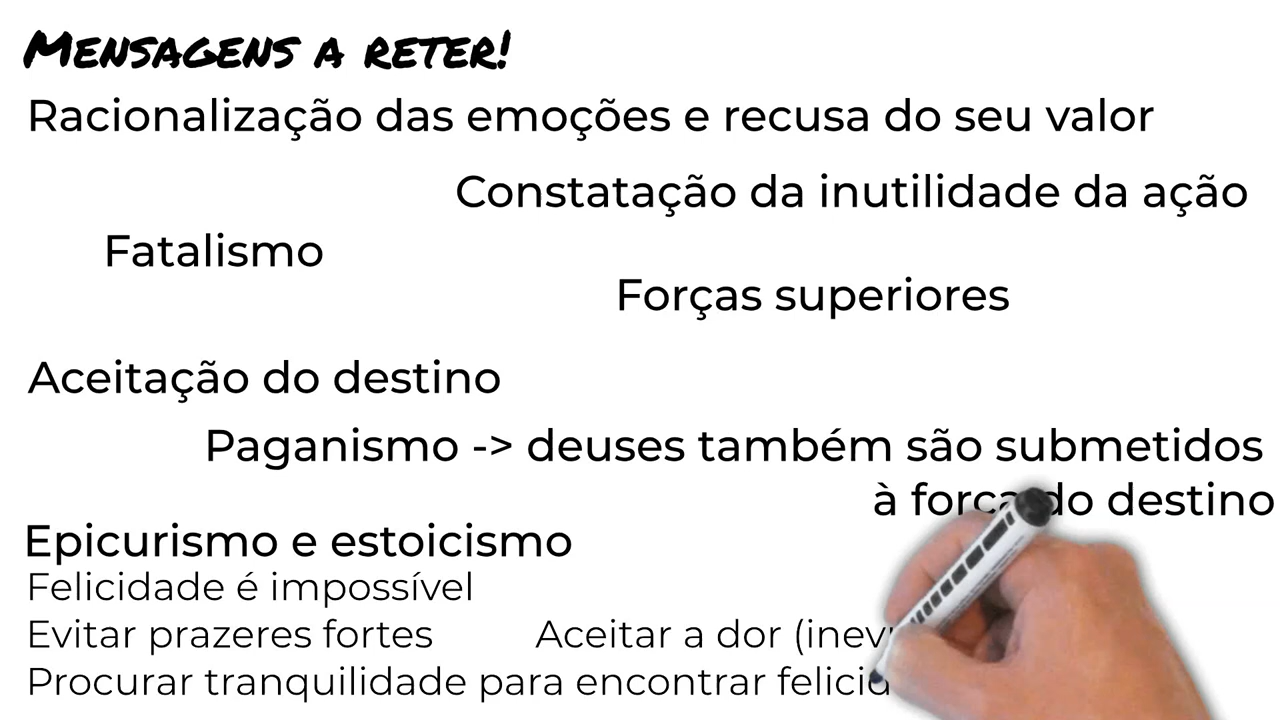 Mensagens a reter!
Racionalização das emoções e recusa do seu valor
Constatação da inutilidade da ação
Fatalismo
Forças superiores
Aceitação do destino
Paganismo -> deuses também são submetidos
à força do destino
Epicurismo e estoicismo
Felicidade é impossível
Evitar prazeres fortes Aceitar a dor
Procurar tranquilidade para encontrar